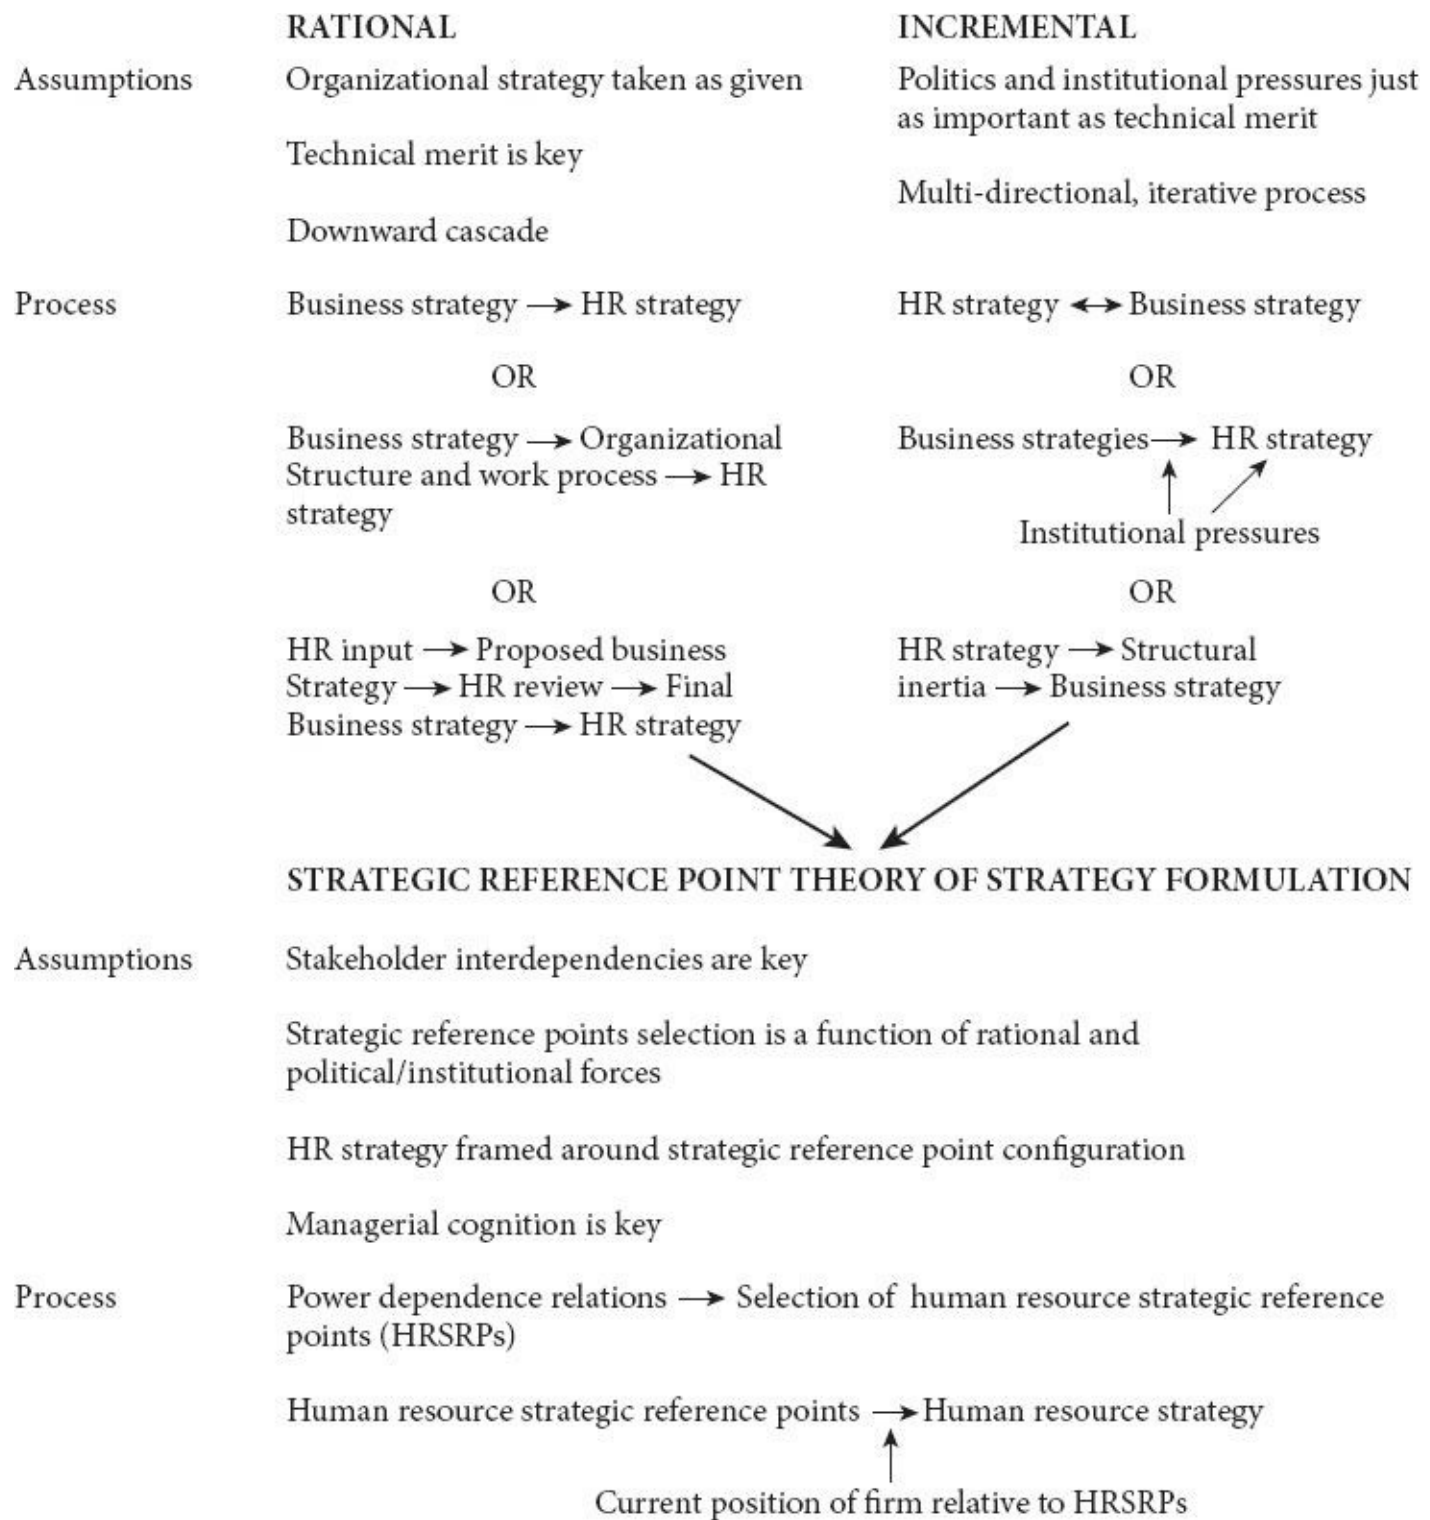 RATIONAL
INCREMENTAL
Assumptions
Organizational strategy taken as given
Technical merit is key
Downward cascade
Politics and institutional pressures just
as important as technical merit
Multi-directional, iterative process
Process
Business strategy → HR strategy
OR
Business strategy → Organizational
Structure and work process → HR
strategy
OR
HR input → Proposed business
Strategy → HR review → Final
Business strategy → HR strategy
HR strategy ↔ Business strategy
OR
Business strategies → HR strategy
Institutional pressures
OR
HR strategy → Structural
inertia → Business strategy
STRATEGIC REFERENCE POINT THEORY OF STRATEGY FORMULATION
Assumptions
Stakeholder interdependencies are key
Strategic reference points selection is a function of rational and
political/institutional forces
HR strategy framed around strategic reference point configuration
Managerial cognition is key
Process
Power dependence relations → Selection of human resource strategic reference
points (HRSRPs)
Human resource strategic reference points → Human resource strategy
Current position of firm relative to HRSRPs